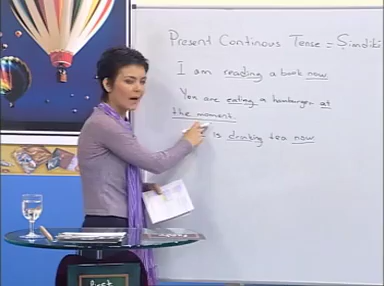 Present Continous Tense = Şimdiki
I am reading a book now
You are eating a hamburger at
the moment.
is drinking tea now
first